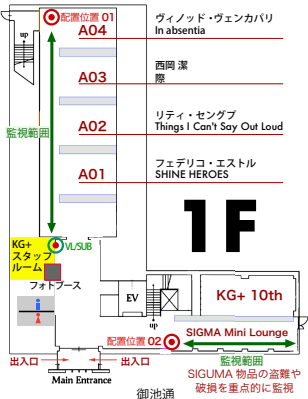 配置位置 01
up
A04
ヴィノッド・ヴェンカパリ
In absentia
A03
西岡 潔
際
監視範囲
A02
リティ・セングプ
Things I Can't Say Out Loud
A01
フェデリコ・エストル
SHINE HEROES
1F
KG+
スタッフ
ルーム
VL/SUB
フォトブース
EV
up
KG+ 10th
配置位置 02
SIGMA Mini Lounge
監視範囲
SIGUMA 物品の盗難や
破損を重点的に監視
出入口
出入口
Main Entrance
御池通